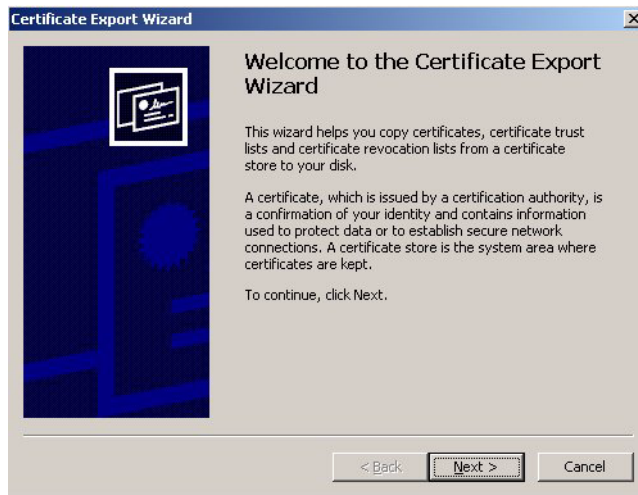 Certificate Export Wizard
Welcome to the Certificate Export
Wizard
This wizard helps you copy certificates, certificate trust
lists and certificate revocation lists from a certificate
store to your disk.
A certificate, which is issued by a certification authority, is
a confirmation of your identity and contains information
used to protect data or to establish secure network
connections. A certificate store is the system area where
certificates are kept.
To continue, click Next.
< Back Next > Cancel